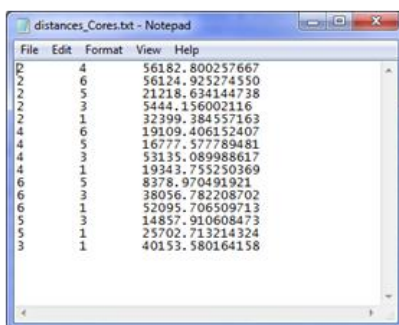 distances_Cores.txt - Notepad
File Edit Format View Help
2 4 56182.800257667
2 6 56124.925274550
2 5 21218.634144738
2 3 5444.156002116
2 1 32399.384557163
4 6 19109.406152407
4 5 16777.577789481
4 3 53135.089988617
4 1 19343.755250369
6 5 8378.970491921
6 3 38056.782208702
6 1 52095.706509713
5 3 14857.910608473
5 1 25702.713214324
3 1 40153.580164158